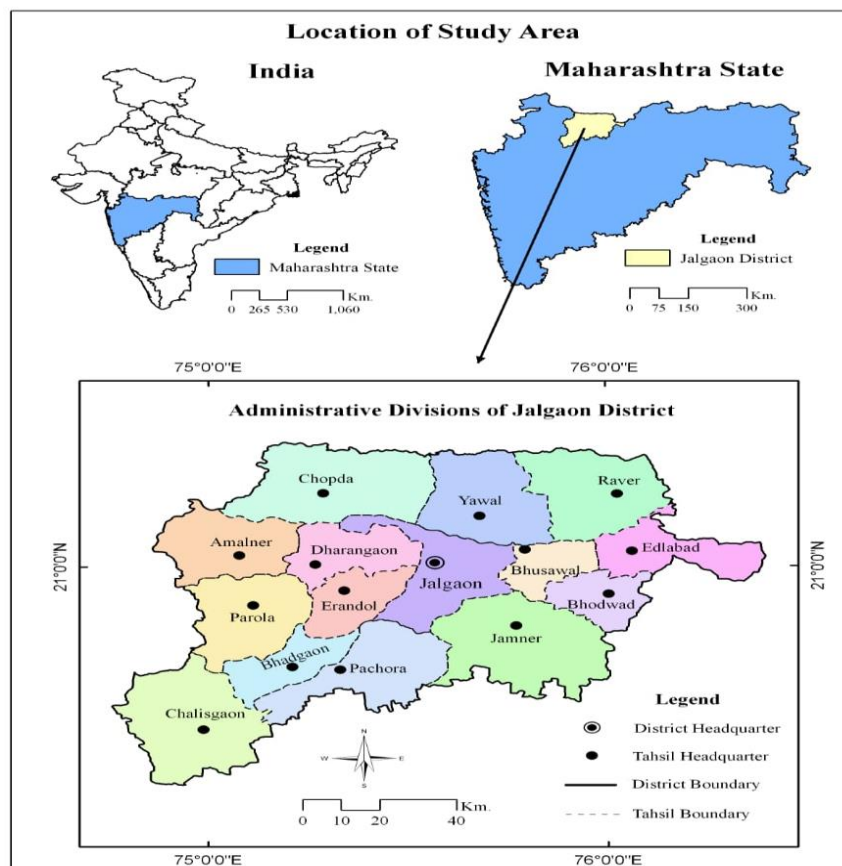 Location of Study Area
India
Maharashtra State
Legend
Maharashtra State
Km.
0 265 530 1,060
Legend
Jalgaon District
Km.
0 75 150 300
75°0'0"E 76°0'0"E
Administrative Divisions of Jalgaon District
Chopda
Yawal
Raver
Amalner
Dharangaon
Jalgaon
Bhusawal
Edlabad
21°0'0"N 21°0'0"N
Parola
Erandol
Bhodwad
Jamner
Bhadgaon
Pachora
Chalisgaon
Legend
District Headquarter
Tahsil Headquarter
District Boundary
Tahsil Boundary
N
W E
S
Km.
0 10 20 40
75°0'0"E 76°0'0"E